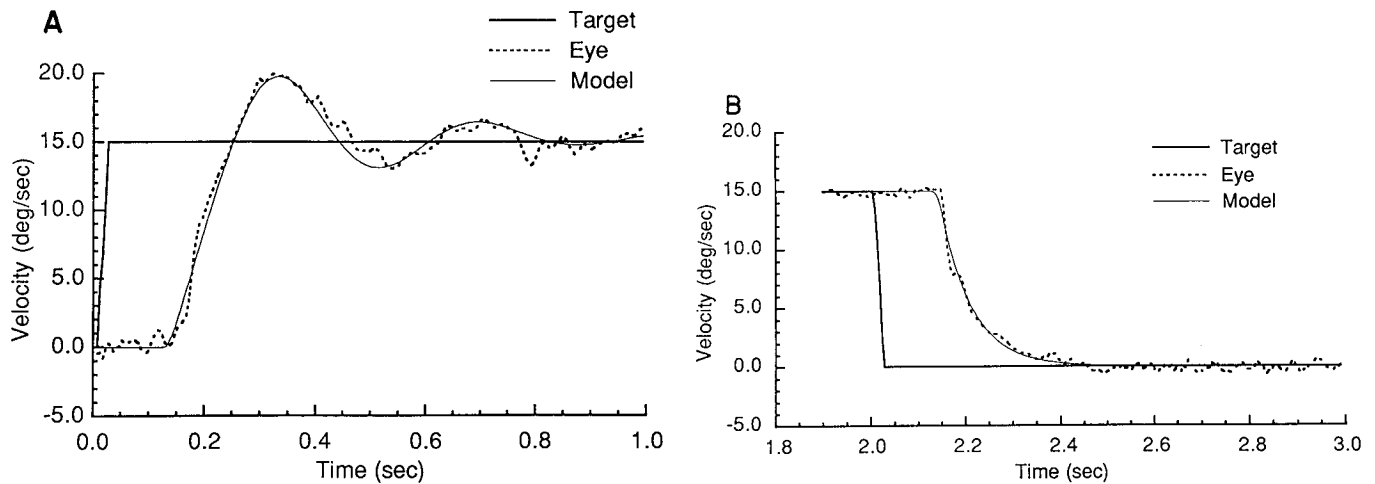 A
Target
Eye
Model
20.0
15.0
10.0
5.0
0.0
-5.0
Velocity (deg/sec)
0.0 0.2 0.4 0.6 0.8 1.0
Time (sec)
B
Target
Eye
Model
20.0
15.0
10.0
5.0
0.0
-5.0
Velocity (deg/sec)
1.8 2.0 2.2 2.4 2.6 2.8 3.0
Time (sec)